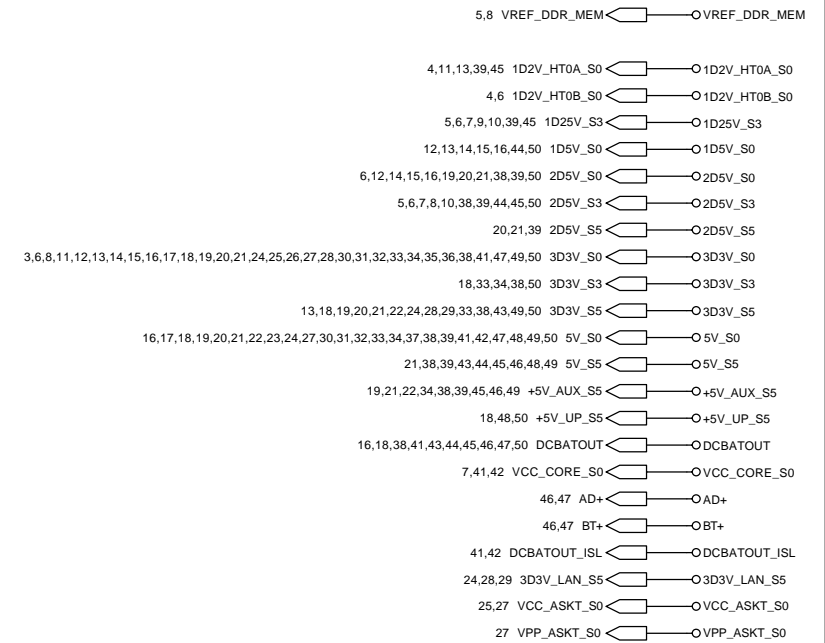 5,8 VREF_DDR_MEM VREF_DDR_MEM
4,11,13,39,45 1D2V_HT0A_S0 1D2V_HT0A_S0
4,6 1D2V_HT0B_S0 1D2V_HT0B_S0
5,6,7,9,10,39,45 1D25V_S3 1D25V_S3
12,13,14,15,16,44,50 1D5V_S0 1D5V_S0
6,12,14,15,16,19,20,21,38,39,50 2D5V_S0 2D5V_S0
5,6,7,8,10,38,39,44,45,50 2D5V_S3 2D5V_S3
20,21,39 2D5V_S5 2D5V_S5
3,6,8,11,12,13,14,15,16,17,18,19,20,21,24,25,26,27,28,30,31,32,33,34,35,36,38,41,47,49,50 3D3V_S0 3D3V_S0
18,33,34,38,50 3D3V_S3 3D3V_S3
13,18,19,20,21,22,24,28,29,33,38,43,49,50 3D3V_S5 3D3V_S5
16,17,18,19,20,21,22,23,24,27,30,31,32,33,34,37,38,39,41,42,47,48,49,50 5V_S0 5V_S0
21,38,39,43,44,45,46,48,49 5V_S5 5V_S5
19,21,22,34,38,39,45,46,49 +5V_AUX_S5 +5V_AUX_S5
18,48,50 +5V_UP_S5 +5V_UP_S5
16,18,38,41,43,44,45,46,47,50 DCBATOUT DCBATOUT
7,41,42 VCC_CORE_S0 VCC_CORE_S0
46,47 AD+ AD+
46,47 BT+ BT+
41,42 DCBATOUT_ISL DCBATOUT_ISL
24,28,29 3D3V_LAN_S5 3D3V_LAN_S5
25,27 VCC_ASKT_S0 VCC_ASKT_S0
27 VPP_ASKT_S0 VPP_ASKT_S0